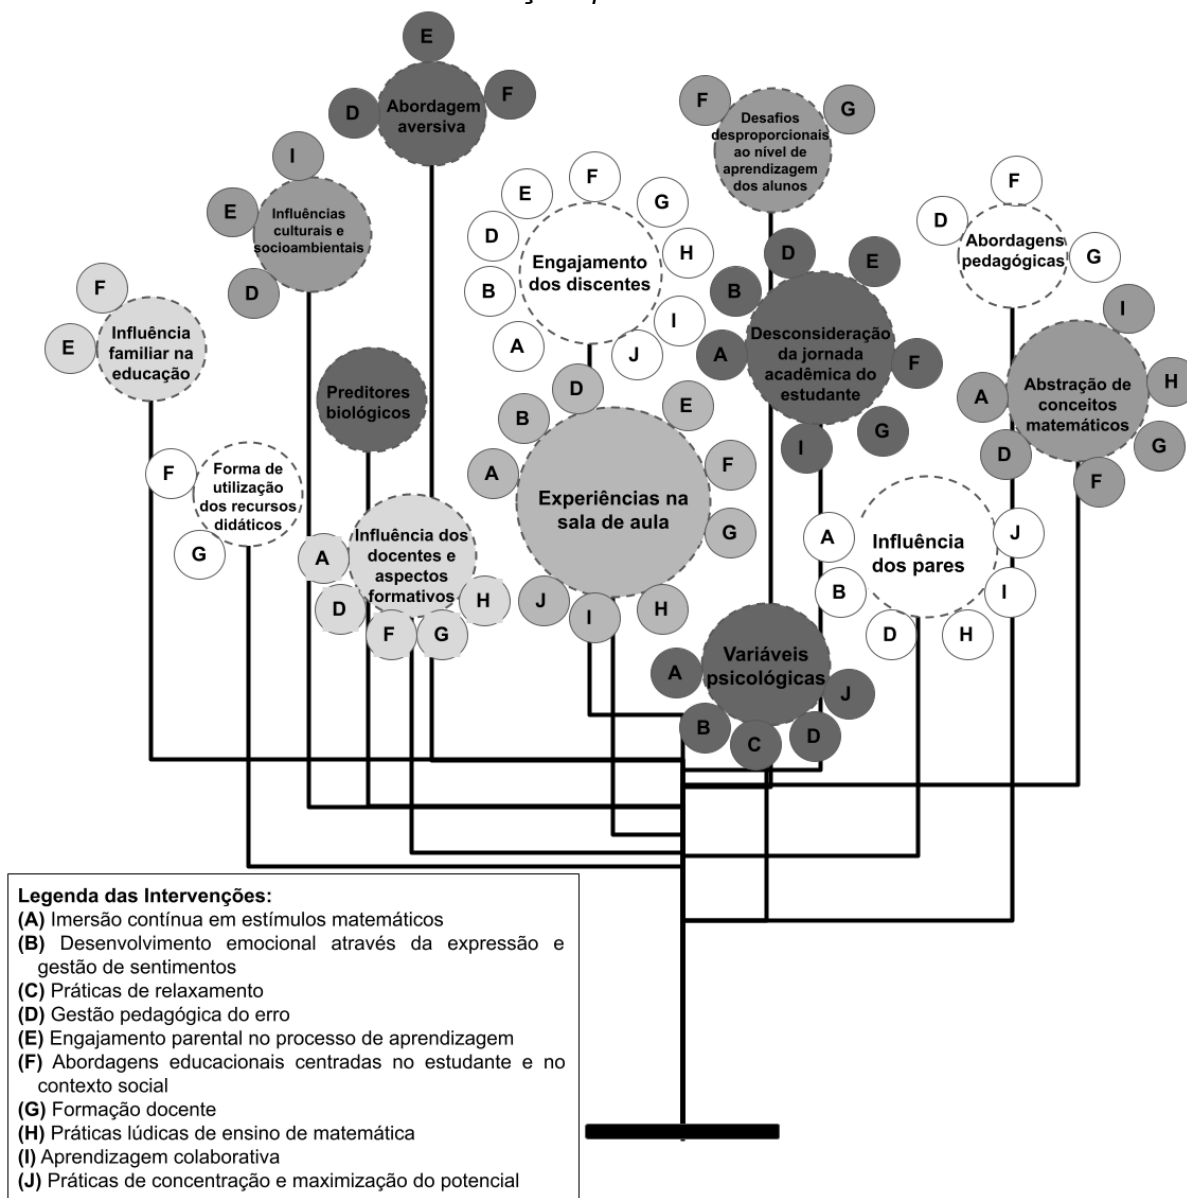 E
D
F
Abordagem
aversiva
F
G
Desafios
desproporcionais
ao nível de
aprendizagem
dos alunos
I
E
D
Influências
culturais e
socioambientais
E
F
G
D
H
B
I
A
J
Engajamento
dos discentes
F
D
G
Abordagens
pedagógicas
F
E
Influência
familiar na
educação
Preditores
biológicos
D
E
B
A
F
G
I
Desconsideração
da jornada
acadêmica do
estudante
I
A
H
D
G
F
Abstração de
conceitos
matemáticos
F
G
Forma de
utilização
dos recursos
didáticos
D
E
B
A
F
G
J
I
H
Experiências na
sala de aula
Influência dos
docentes e
aspectos
formativos
A
D
F
G
H
A
J
B
I
D
H
Influência
dos pares
Variáveis
psicológicas
A
B
C
D
J
Legenda das Intervenções:
(A) Imersão contínua em estímulos matemáticos
(B) Desenvolvimento emocional através da expressão e
gestão de sentimentos
(C) Práticas de relaxamento
(D) Gestão pedagógica do erro
(E) Engajamento parental no processo de aprendizagem
(F) Abordagens educacionais centradas no estudante e no
contexto social
(G) Formação docente
(H) Práticas lúdicas de ensino de matemática
(I) Aprendizagem colaborativa
(J) Práticas de concentração e maximização do potencial